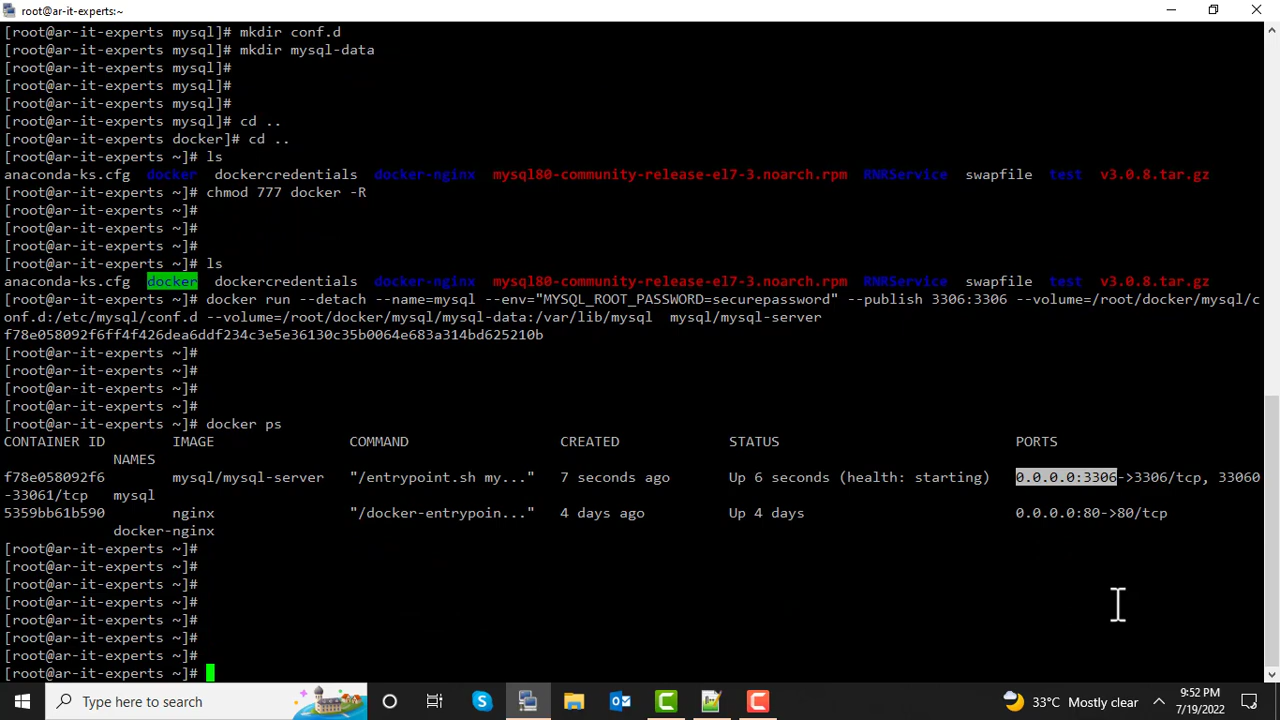 root@ar-it-experts:~
[root@ar-it-experts mysql]# mkdir conf.d
[root@ar-it-experts mysql]# mkdir mysql-data
[root@ar-it-experts mysql]#
[root@ar-it-experts mysql]#
[root@ar-it-experts mysql]#
[root@ar-it-experts mysql]# cd ..
[root@ar-it-experts docker]# cd ..
[root@ar-it-experts ~]# ls
anaconda-ks.cfg  docker  dockercredentials  docker-nginx  mysql80-community-release-el7-3.noarch.rpm  RNRService  swapfile  test  v3.0.8.tar.gz
[root@ar-it-experts ~]# chmod 777 docker -R
[root@ar-it-experts ~]#
[root@ar-it-experts ~]#
[root@ar-it-experts ~]#
[root@ar-it-experts ~]# ls
anaconda-ks.cfg  docker  dockercredentials  docker-nginx  mysql80-community-release-el7-3.noarch.rpm  RNRService  swapfile  test  v3.0.8.tar.gz
[root@ar-it-experts ~]# docker run --detach --name=mysql --env="MYSQL_ROOT_PASSWORD=securepassword" --publish 3306:3306 --volume=/root/docker/mysql/c
onf.d:/etc/mysql/conf.d --volume=/root/docker/mysql/mysql-data:/var/lib/mysql  mysql/mysql-server
f78e058092f6ff4f426dea6ddf234c3e5e36130c35b0064e683a314bd625210b
[root@ar-it-experts ~]#
[root@ar-it-experts ~]#
[root@ar-it-experts ~]#
[root@ar-it-experts ~]#
[root@ar-it-experts ~]# docker ps
CONTAINER ID        IMAGE                COMMAND                  CREATED             STATUS                            PORTS
             NAMES
f78e058092f6        mysql/mysql-server   "/entrypoint.sh my..."   7 seconds ago       Up 6 seconds (health: starting)   0.0.0.0:3306->3306/tcp, 33060
-33061/tcp   mysql
5359bb61b590        nginx                "/docker-entrypoin..."   4 days ago          Up 4 days                         0.0.0.0:80->80/tcp
             docker-nginx
[root@ar-it-experts ~]#
[root@ar-it-experts ~]#
[root@ar-it-experts ~]#
[root@ar-it-experts ~]#
[root@ar-it-experts ~]#
[root@ar-it-experts ~]#
[root@ar-it-experts ~]#
[root@ar-it-experts ~]#
Type here to search
33°C Mostly clear
9:52 PM
7/19/2022